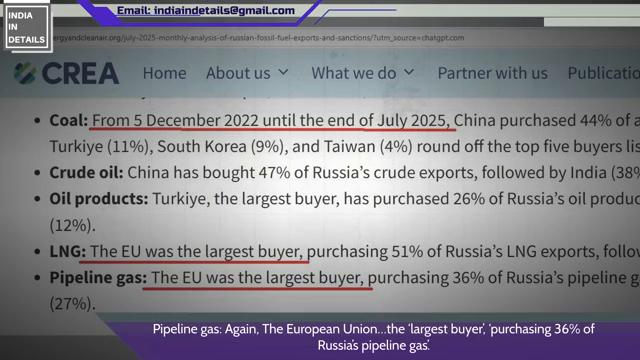 INDIA
IN
DETAILS
Email: indiaindetails@gmail.com
ergyandcleanair.org/july-2025-monthly-analysis-of-russian-fossil-fuel-exports-and-sanctions/?utm_source=chatgpt.com
CREA Home About us What we do Partner with us Publicatio
• Coal: From 5 December 2022 until the end of July 2025, China purchased 44% of a
Turkiye (11%), South Korea (9%), and Taiwan (4%) round off the top five buyers lis
• Crude oil: China has bought 47% of Russia's crude exports, followed by India (38%
• Oil products: Turkiye, the largest buyer, has purchased 26% of Russia's oil produc
(12%).
• LNG: The EU was the largest buyer, purchasing 51% of Russia's LNG exports, follow
• Pipeline gas: The EU was the largest buyer, purchasing 36% of Russia's pipeline g
(27%).
Pipeline gas: Again, The European Union...the 'largest buyer', 'purchasing 36% of
Russia's pipeline gas'.